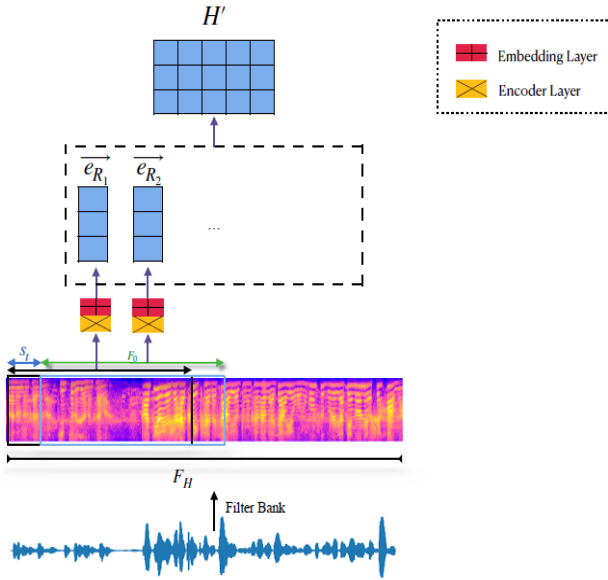 H′
Embedding Layer
Encoder Layer
e_{R_1} e_{R_2}
...
S_t F_0
F_H
Filter Bank